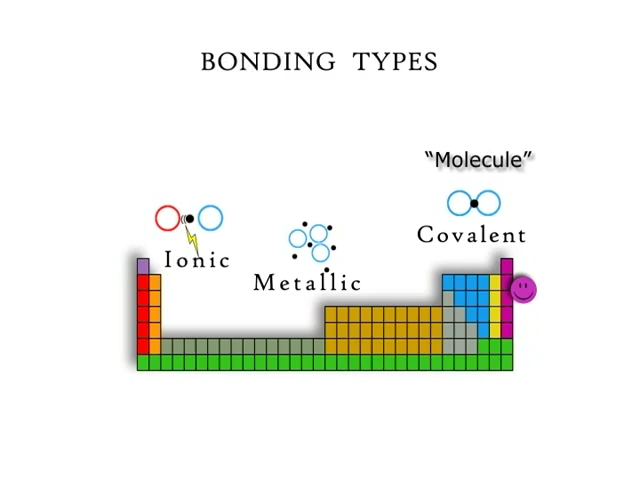 BONDING TYPES
“Molecule”
Covalent
Ionic
Metallic